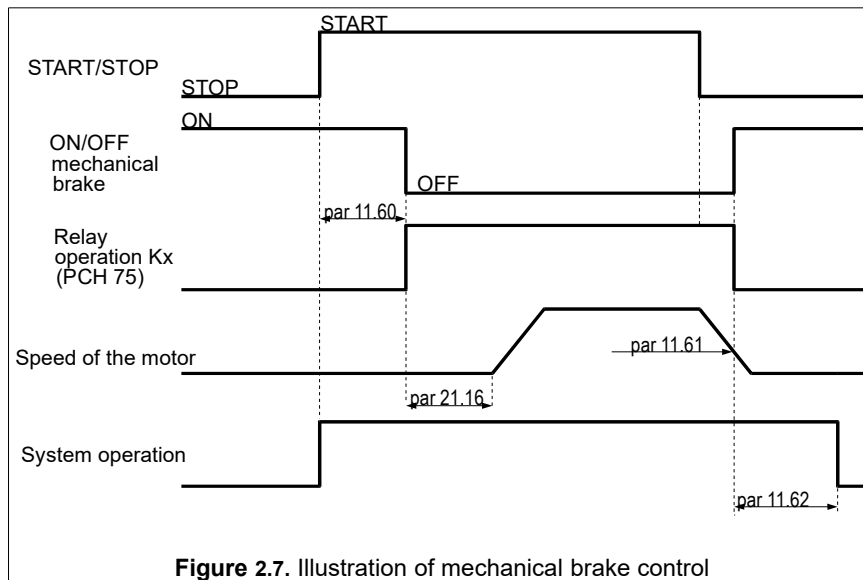 START
START/STOP
STOP
ON
ON/OFF
mechanical
brake
OFF
par 11.60
Relay
operation Kx
(PCH 75)
Speed of the motor
par 11.61
par 21.16
System operation
par 11.62
Figure 2.7. Illustration of mechanical brake control